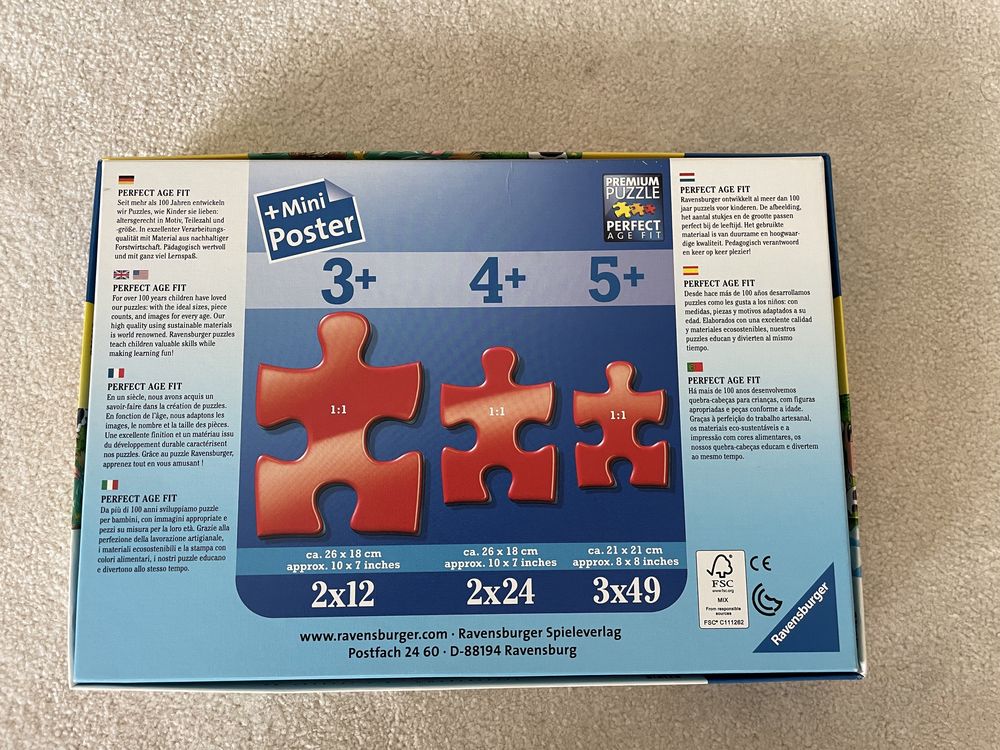 PERFECT AGE FIT
Seit mehr als 100 Jahren entwickeln
wir Puzzles, wie Kinder sie lieben:
altersgerecht in Motiv, Teilezahl und
-größe. In exzellenter Verarbeitungs-
qualität mit Material aus nachhaltiger
Forstwirtschaft. Pädagogisch wertvoll
und mit ganz viel Lernspaß.
PERFECT AGE FIT
For over 100 years children have loved
our puzzles: with the ideal sizes, piece
counts, and images for every age. Our
high quality using sustainable materials
is world renowned. Ravensburger puzzles
teach children valuable skills while
making learning fun!
PERFECT AGE FIT
En un siècle, nous avons acquis un
savoir-faire dans la création de puzzles.
En fonction de l'âge, nous adaptons les
images, le nombre et la taille des pièces.
Une excellente finition et un matériau issu
du développement durable caractérisent
nos puzzles. Grâce au puzzle Ravensburger,
apprenez tout en vous amusant !
PERFECT AGE FIT
Da più di 100 anni sviluppiamo puzzle
per bambini, con immagini appropriate e
pezzi su misura per la loro età. Grazie alla
perfezione della lavorazione artigianale,
i materiali ecosostenibili e la stampa con
colori alimentari, i nostri puzzle educano
e divertono allo stesso tempo.
+Mini
Poster
PREMIUM
PUZZLE
PERFECT
AGE FIT
3+ 4+ 5+
1:1 1:1 1:1
ca. 26 x 18 cm
approx. 10 x 7 inches
2x12
ca. 26 x 18 cm
approx. 10 x 7 inches
2x24
ca. 21 x 21 cm
approx. 8 x 8 inches
3x49
PERFECT AGE FIT
Ravensburger ontwikkelt al meer dan 100
jaar puzzels voor kinderen. De afbeelding,
het aantal stukjes en de grootte passen
perfect bij de leeftijd. Het gebruikte
materiaal is van duurzame en hoogwaar-
dige kwaliteit. Pedagogisch verantwoord
en keer op keer plezier!
PERFECT AGE FIT
Desde hace más de 100 años desarrollamos
puzzles como les gusta a los niños: con
medidas, piezas y motivos adaptados a su
edad. Elaborados con una excelente calidad
y materiales ecosostenibles, nuestros
puzzles educan y divierten al mismo
tiempo.
PERFECT AGE FIT
Há mais de 100 anos desenvolvemos
quebra-cabeças para crianças, com figuras
apropriadas e peças conforme a idade.
Graças à perfeição do trabalho artesanal,
os materiais eco-sustentáveis e a
impressão com cores alimentares, os
nossos quebra-cabeças educam e divertem
ao mesmo tempo.
FSC
www.fsc.org
MIX
From responsible
sources
FSC® C111262
CE
Ravensburger
www.ravensburger.com · Ravensburger Spieleverlag
Postfach 24 60 · D-88194 Ravensburg